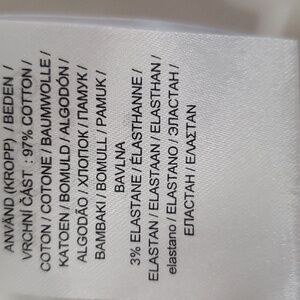 ANVÄND (KROPP) / BEDEN /
VRCHNÍ ČÁST : 97% COTTON /
COTON / COTONE / BAUMWOLLE /
KATOEN / BOMULD / ALGODÓN /
ALGODÃO / ХЛОПОК / ПАМУК /
BAMBAKI / BOMULL / PAMUK /
BAVLNA
3% ELASTANE / ÉLASTHANNE /
ELASTAN / ELASTAAN / ELASTHAN /
elastano / ELASTANO / ЭЛАСТАН /
ЕЛАСТАН / ΕΛΑΣΤΑΝ